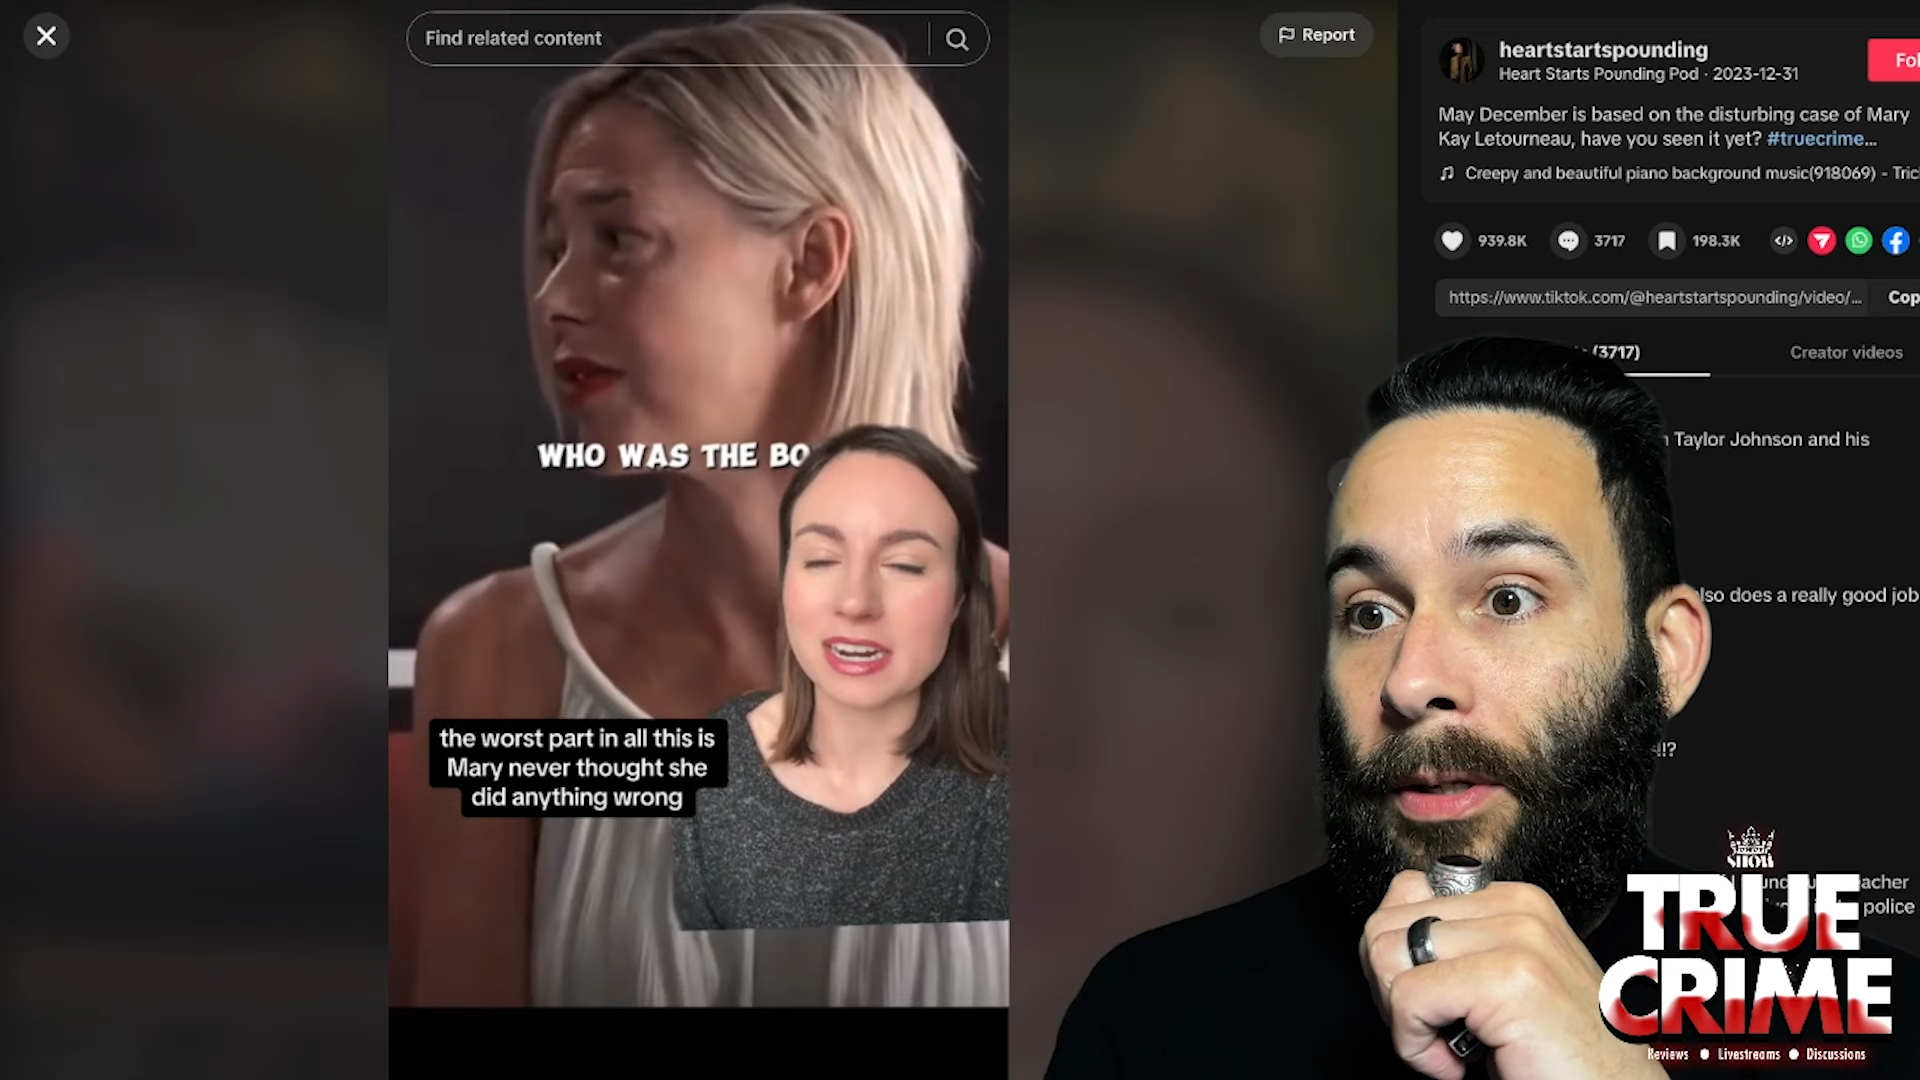 Find related content
Report
WHO WAS THE BO
the worst part in all this is
Mary never thought she
did anything wrong
heartstartspounding
Heart Starts Pounding Pod · 2023-12-31
Fol
May December is based on the disturbing case of Mary
Kay Letourneau, have you seen it yet? #truecrime...
Creepy and beautiful piano background music(918069) - Tric
939.8K
3717
198.3K
https://www.tiktok.com/@heartstartspounding/video/...
Cop
(3717)
Creator videos
Taylor Johnson and his
also does a really good job
!!?
acher
police
SHOW
TRUE
CRIME
Reviews ● Livestreams ● Discussions